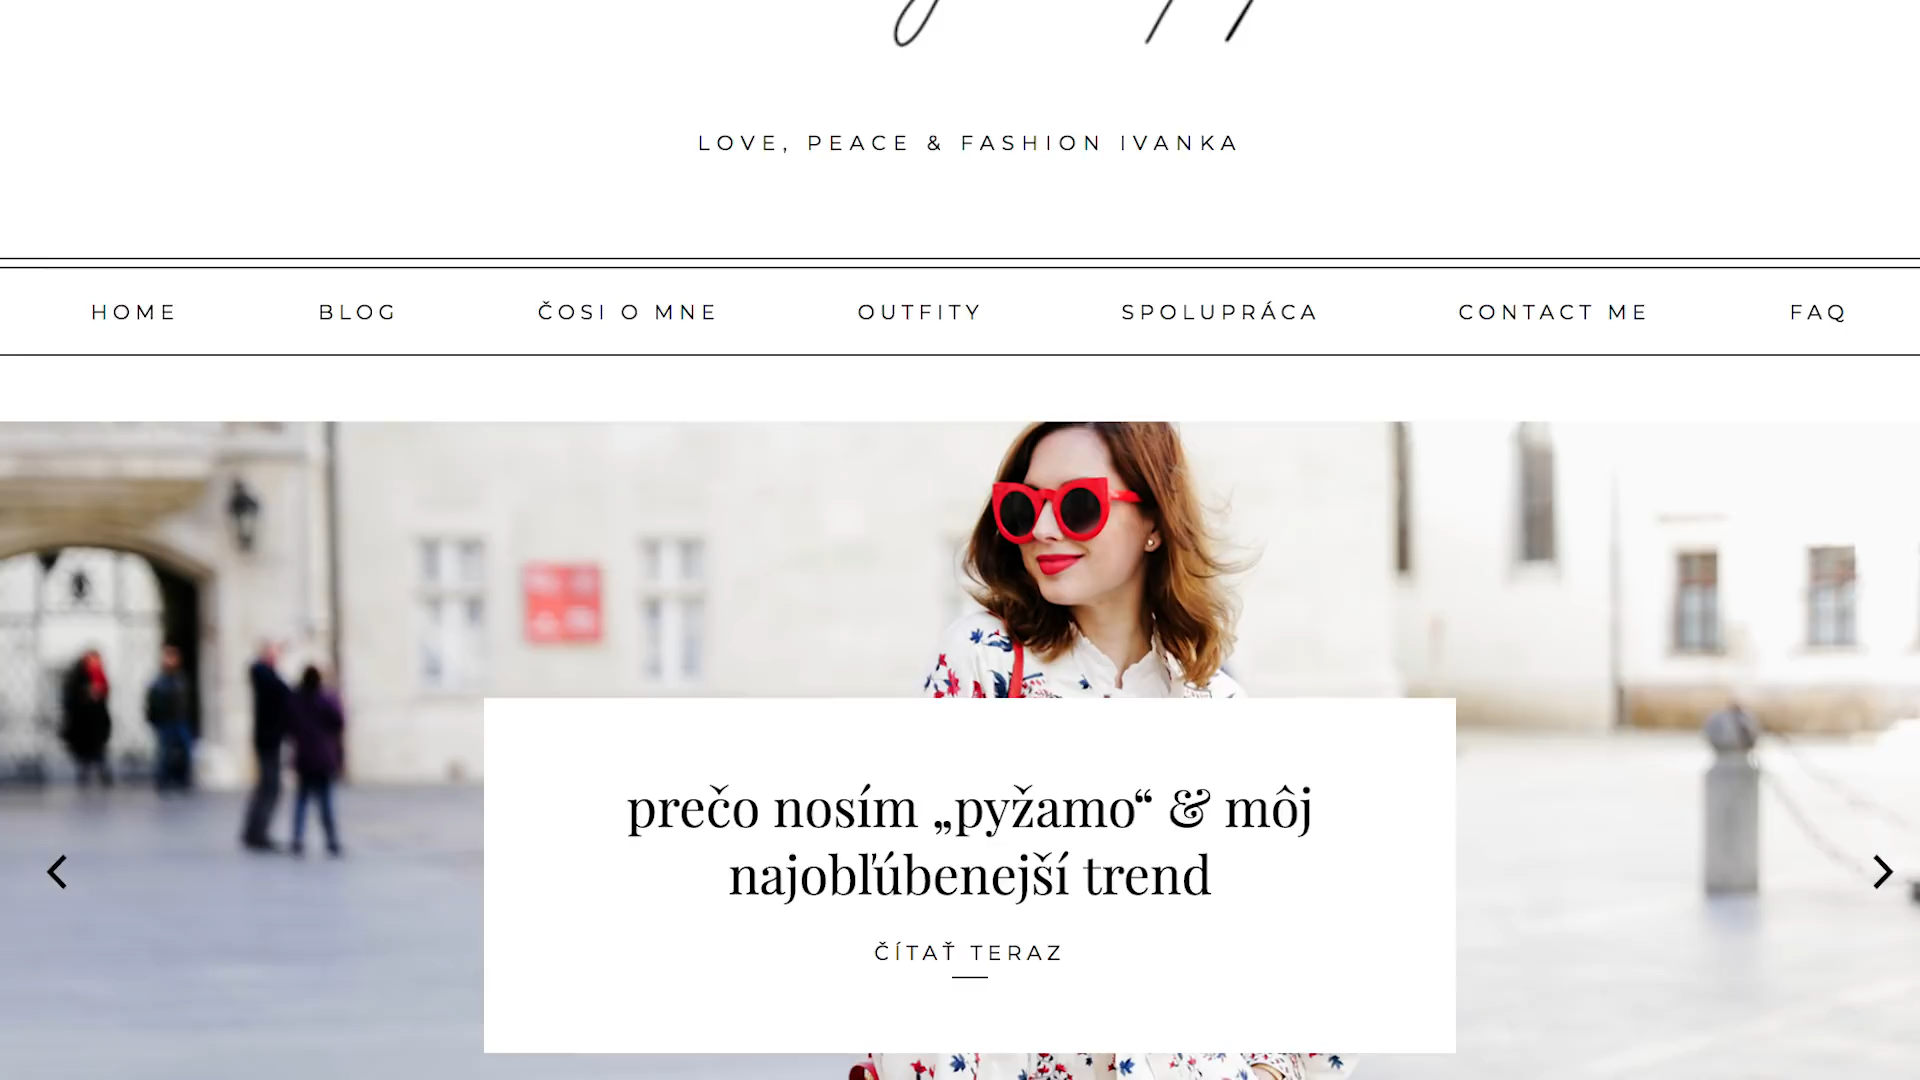 LOVE, PEACE & FASHION IVANKA
HOME BLOG ČOSI O MNE OUTFITY SPOLUPRÁCA CONTACT ME FAQ
prečo nosím „pyžamo“ & môj
najobľúbenejší trend
ČÍTAŤ TERAZ